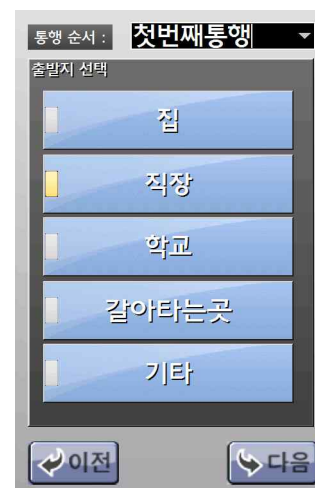 통행 순서 : 첫번째통행
출발지 선택
집
직장
학교
갈아타는곳
기타
이전 다음